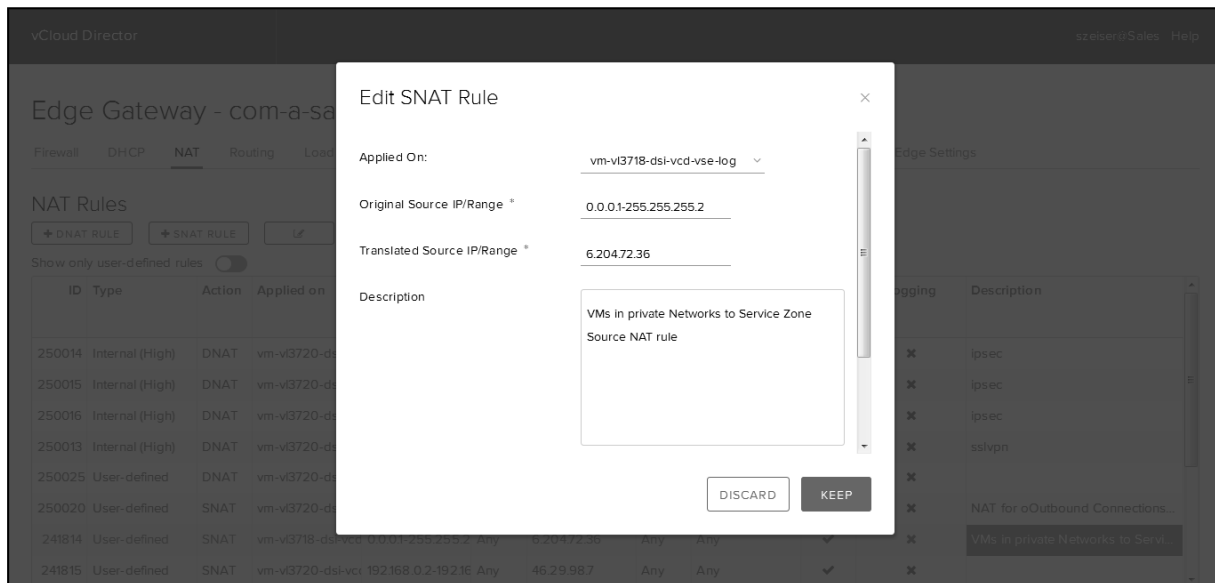 vCloud Director
szeiser@Sales Help
Edge Gateway - com-a-sa
Firewall DHCP NAT Routing Load Edge Settings
NAT Rules
+ DNAT RULE + SNAT RULE
Show only user-defined rules
ID Type Action Applied on ogging Description
250014 Internal (High) DNAT vm-vl3720-ds ipsec
250015 Internal (High) DNAT vm-vl3720-ds ipsec
250016 Internal (High) DNAT vm-vl3720-ds ipsec
250013 Internal (High) DNAT vm-vl3720-ds sslvpn
250025 User-defined DNAT vm-vl3720-ds
250020 User-defined SNAT vm-vl3720-ds NAT for oOutbound Connections...
241814 User-defined SNAT vm-vl3718-dsi-vcd 0.0.0.1-255.255.255.2 Any 6.204.72.36 Any Any VMs in private Networks to Servi...
241815 User-defined SNAT vm-vl3720-dsi-vcc 192.168.0.2-192.16 Any 46.29.98.7 Any Any
Edit SNAT Rule
Applied On: vm-vl3718-dsi-vcd-vse-log
Original Source IP/Range * 0.0.0.1-255.255.255.2
Translated Source IP/Range * 6.204.72.36
Description
VMs in private Networks to Service Zone
Source NAT rule
DISCARD KEEP